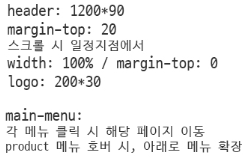 header: 1200*90
margin-top: 20
스크롤 시 일정지점에서
width: 100% / margin-top: 0
logo: 200*30

main-menu:
각 메뉴 클릭 시 해당 페이지 이동
product 메뉴 호버 시, 아래로 메뉴 확장